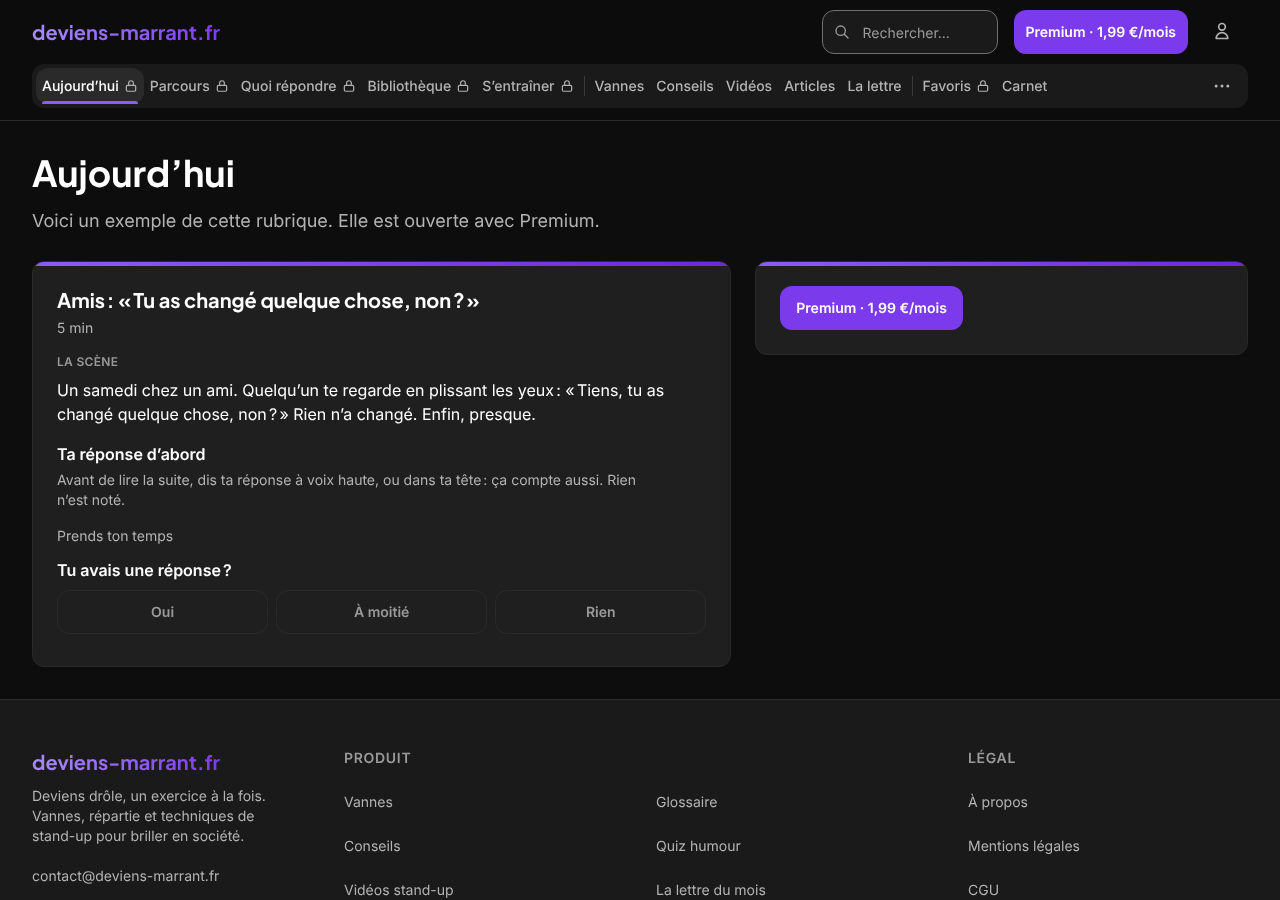 deviens-marrant.fr
Rechercher...
Premium · 1,99 €/mois
Aujourd’hui
Parcours
Quoi répondre
Bibliothèque
S’entraîner
Vannes
Conseils
Vidéos
Articles
La lettre
Favoris
Carnet
Aujourd’hui
Voici un exemple de cette rubrique. Elle est ouverte avec Premium.
Amis : « Tu as changé quelque chose, non ? »
5 min
LA SCÈNE
Un samedi chez un ami. Quelqu’un te regarde en plissant les yeux : « Tiens, tu as
changé quelque chose, non ? » Rien n’a changé. Enfin, presque.
Ta réponse d’abord
Avant de lire la suite, dis ta réponse à voix haute, ou dans ta tête : ça compte aussi. Rien
n’est noté.
Prends ton temps
Tu avais une réponse ?
Oui
À moitié
Rien
Premium · 1,99 €/mois
deviens-marrant.fr
Deviens drôle, un exercice à la fois.
Vannes, répartie et techniques de
stand-up pour briller en société.
contact@deviens-marrant.fr
PRODUIT
Vannes
Conseils
Vidéos stand-up
Glossaire
Quiz humour
La lettre du mois
LÉGAL
À propos
Mentions légales
CGU